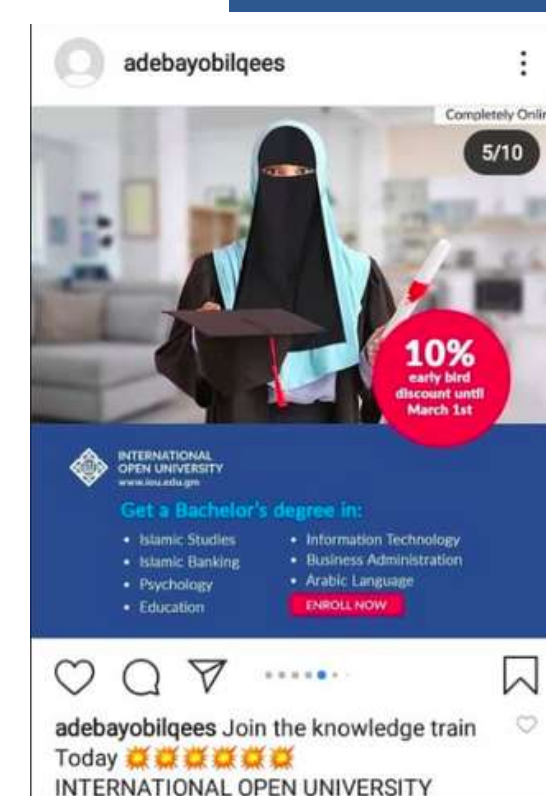 adebayobilqees
Completely Onlin
5/10
10%
early bird
discount until
March 1st
INTERNATIONAL
OPEN UNIVERSITY
www.iou.edu.gm
Get a Bachelor's degree in:
• Islamic Studies
• Islamic Banking
• Psychology
• Education
• Information Technology
• Business Administration
• Arabic Language
ENROLL NOW
adebayobilqees Join the knowledge train
Today 💥💥💥💥💥💥
INTERNATIONAL OPEN UNIVERSITY